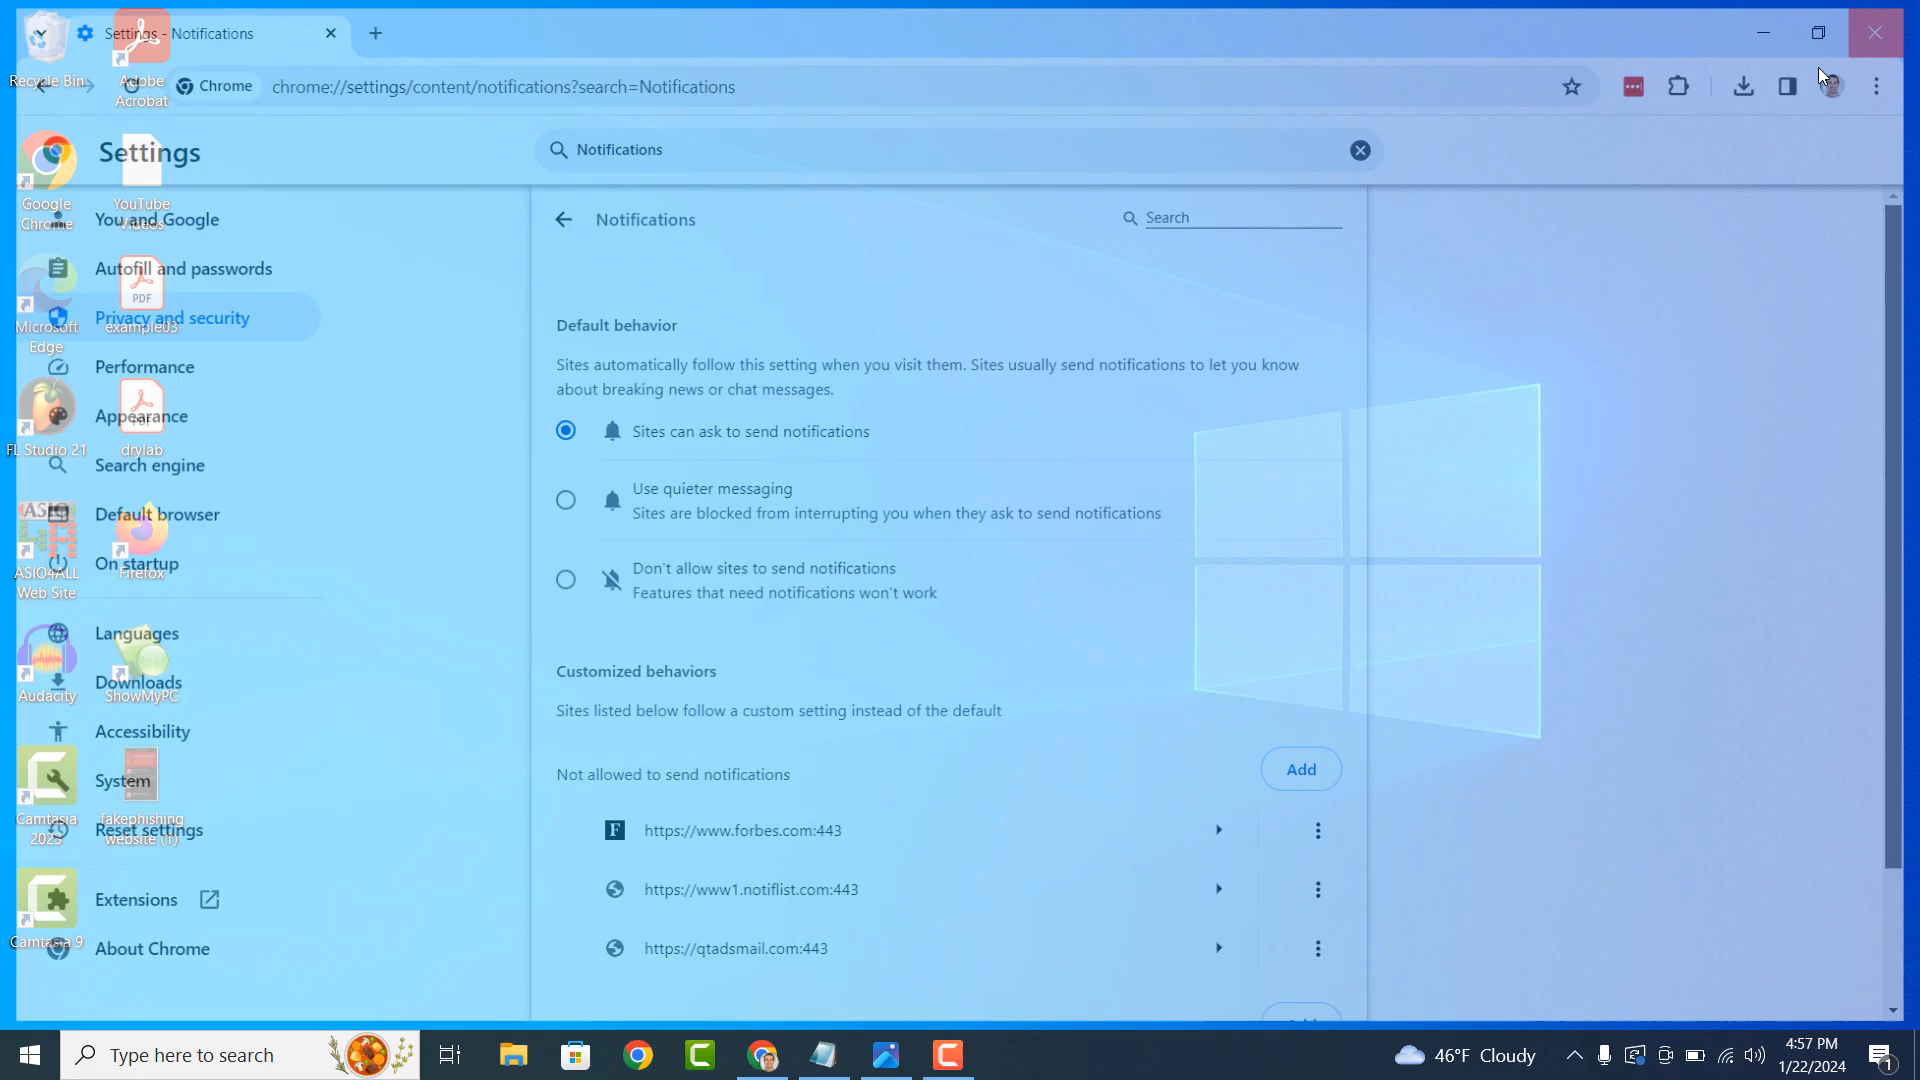 Settings - Notifications
Recycle Bin
Adobe
Acrobat
Chrome
chrome://settings/content/notifications?search=Notifications
Settings
Notifications
Google
Chrome
YouTube
Videos
You and Google
Notifications
Search
Autofill and passwords
PDF
Microsoft
Edge
Privacy and security
example03
Default behavior
Performance
Sites automatically follow this setting when you visit them. Sites usually send notifications to let you know
about breaking news or chat messages.
Appearance
Sites can ask to send notifications
FL Studio 21
drylab
Search engine
Use quieter messaging
Sites are blocked from interrupting you when they ask to send notifications
ASIO
Default browser
On startup
ASIO4ALL
Web Site
Firefox
Don't allow sites to send notifications
Features that need notifications won't work
Languages
Customized behaviors
Audacity
Downloads
ShowMyPC
Sites listed below follow a custom setting instead of the default
Accessibility
System
Not allowed to send notifications
Add
Camtasia
2023
fakephishing
website (1)
Reset settings
F
https://www.forbes.com:443
Extensions
https://www1.notiflist.com:443
Camtasia 9
About Chrome
https://qtadsmail.com:443
Type here to search
46°F Cloudy
4:57 PM
1/22/2024
1